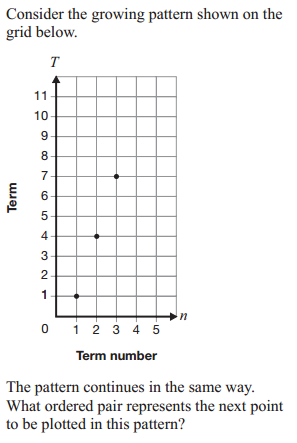 Consider the growing pattern shown on the
grid below.
T
11
10
9
8
7
6
5
4
3
2
1
Term
0 1 2 3 4 5
n
Term number
The pattern continues in the same way.
What ordered pair represents the next point
to be plotted in this pattern?